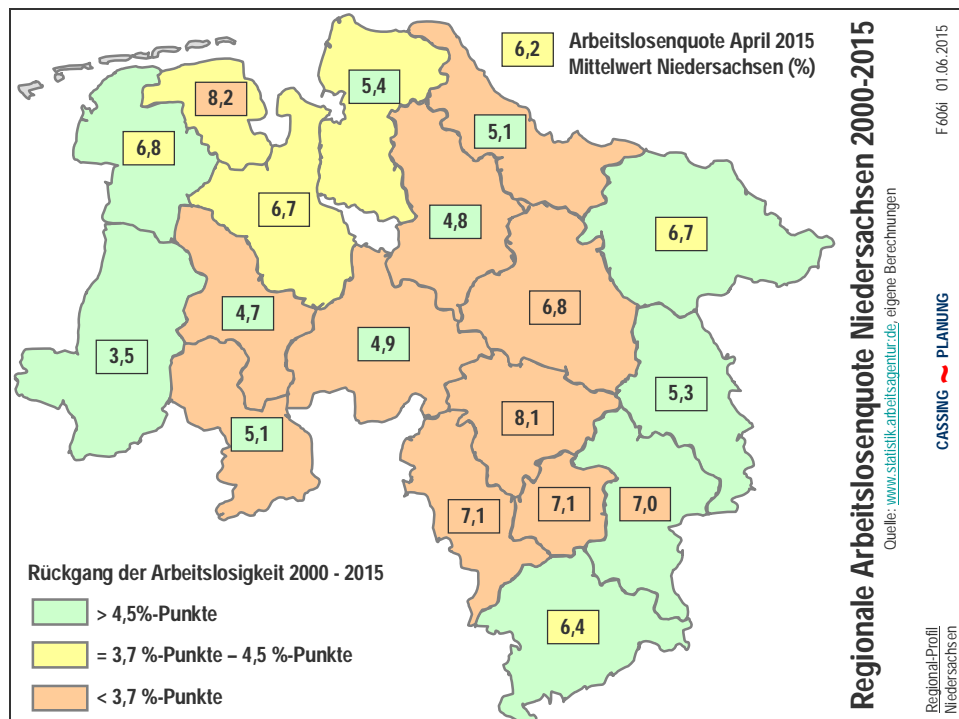 6,2
Arbeitslosenquote April 2015
Mittelwert Niedersachsen (%)
5,4
8,2
5,1
6,8
6,7
4,8
6,7
4,7
6,8
3,5
4,9
5,3
5,1
8,1
7,1
7,1
7,0
6,4
Rückgang der Arbeitslosigkeit 2000 - 2015
> 4,5%-Punkte
= 3,7 %-Punkte – 4,5 %-Punkte
< 3,7 %-Punkte
Regionale Arbeitslosenquote Niedersachsen 2000-2015
Quelle: www.statistik.arbeitsagentur:de, eigene Berechnungen
F606i 01.06.2015
CASSING ~ PLANUNG
Regional-Profil
Niedersachsen